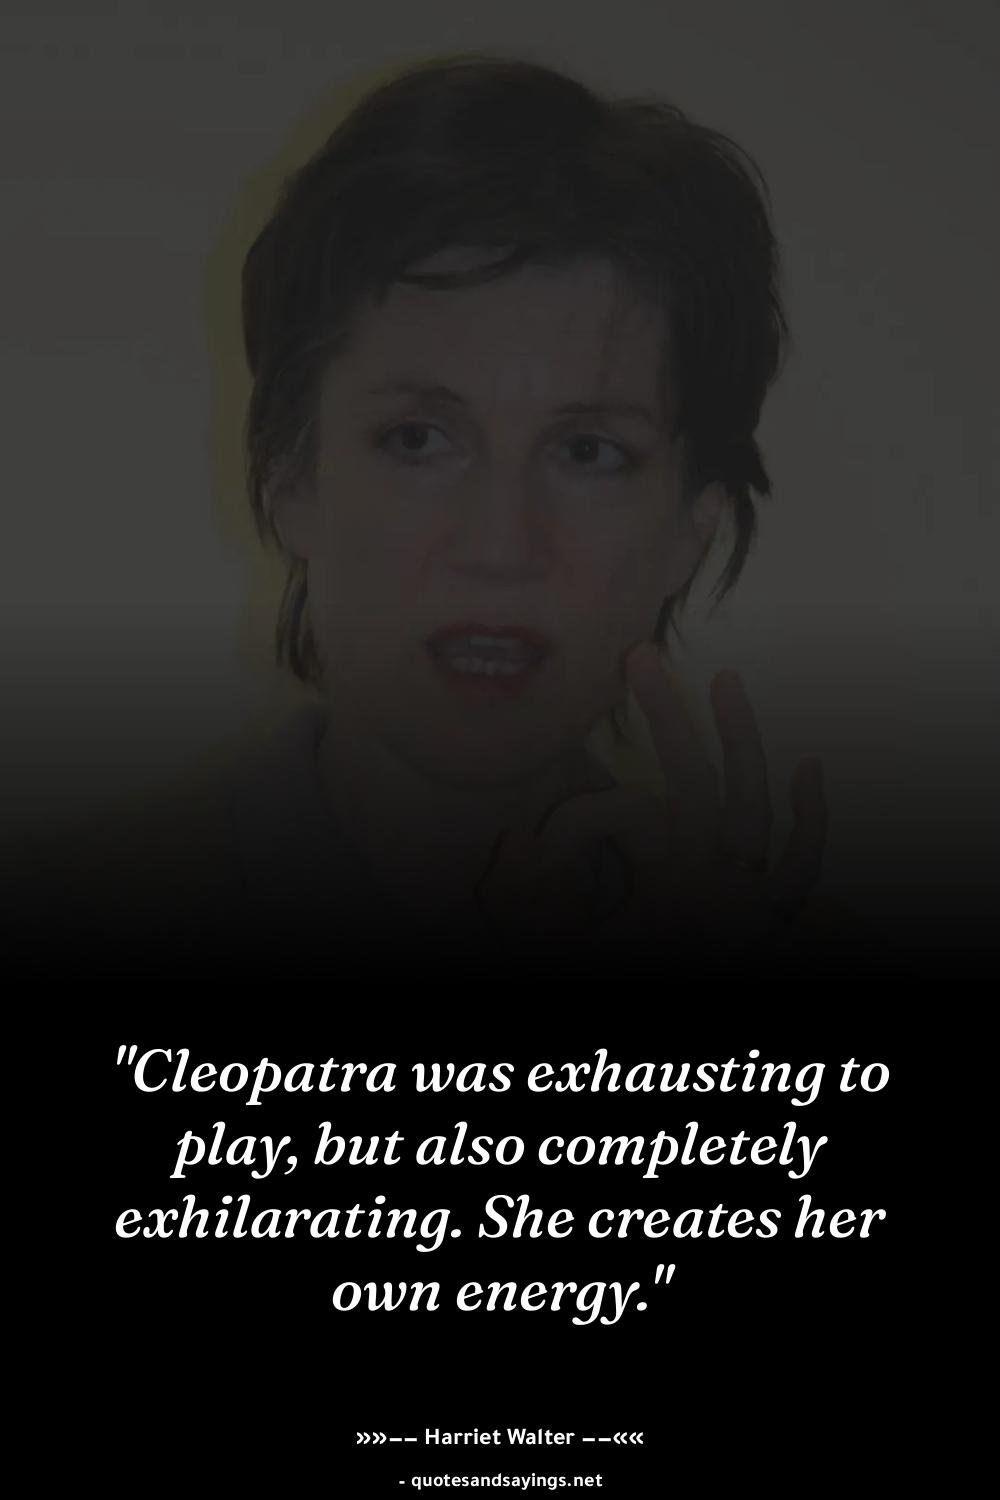 "Cleopatra was exhausting to
play, but also completely
exhilarating. She creates her
own energy."
»»−− Harriet Walter −−««
- quotesandsayings.net